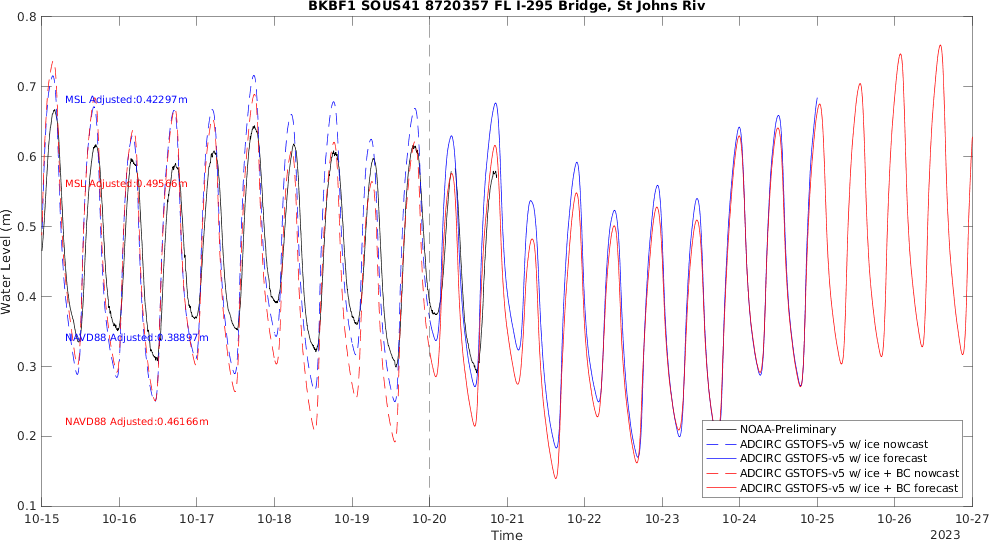 BKBF1 SOUS41 8720357 FL I-295 Bridge, St Johns Riv
Water Level (m)
0.8
0.7
0.6
0.5
0.4
0.3
0.2
0.1
MSL Adjusted:0.42297m
MSL Adjusted:0.49566m
NAVD88 Adjusted:0.38897m
NAVD88 Adjusted:0.46166m
NOAA-Preliminary
ADCIRC GSTOFS-v5 w/ ice nowcast
ADCIRC GSTOFS-v5 w/ ice forecast
ADCIRC GSTOFS-v5 w/ ice + BC nowcast
ADCIRC GSTOFS-v5 w/ ice + BC forecast
10-15 10-16 10-17 10-18 10-19 10-20 10-21 10-22 10-23 10-24 10-25 10-26 10-27
Time
2023